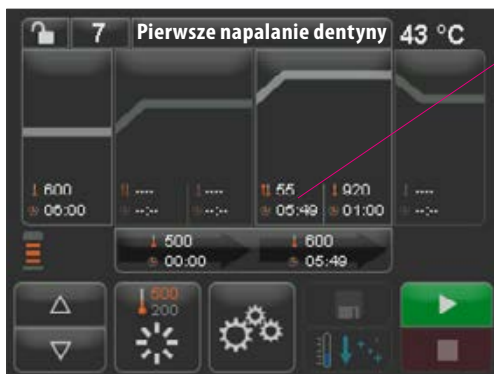 7 Pierwsze napalanie dentyny 43 °C
600 ---- ---- 55 920 ----
06:00 --:-- --:-- 05:49 01:00 --:--
500 600
00:00 05:49
500
200